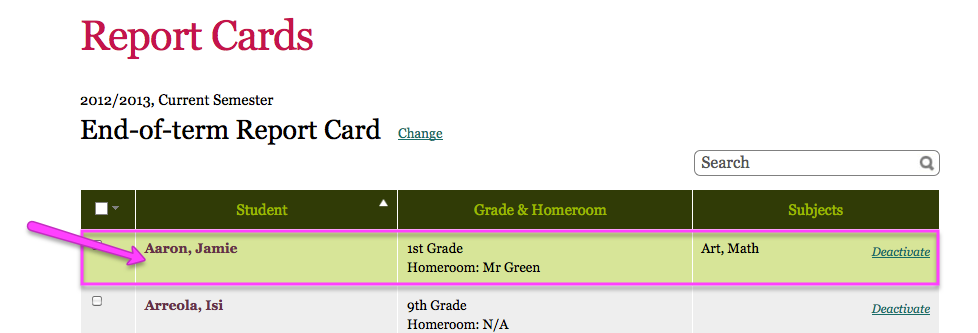 Report Cards
2012/2013, Current Semester
End-of-term Report Card Change
Search
Student Grade & Homeroom Subjects
Aaron, Jamie 1st Grade Art, Math Deactivate
Homeroom: Mr Green
Arreola, Isi 9th Grade Deactivate
Homeroom: N/A